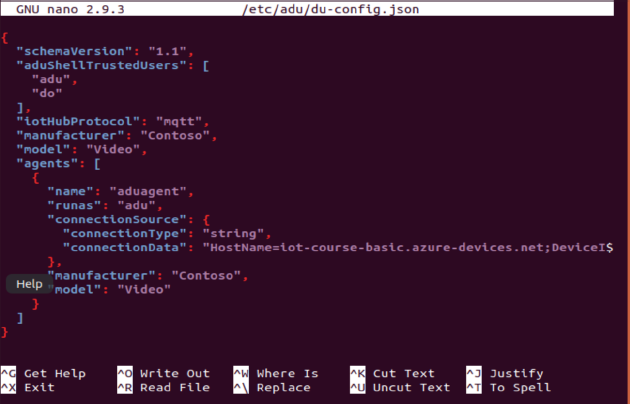 GNU nano 2.9.3 /etc/adu/du-config.json
{
"schemaVersion": "1.1",
"aduShellTrustedUsers": [
"adu",
"do"
],
"iotHubProtocol": "mqtt",
"manufacturer": "Contoso",
"model": "Video",
"agents": [
{
"name": "aduagent",
"runas": "adu",
"connectionSource": {
"connectionType": "string",
"connectionData": "HostName=iot-course-basic.azure-devices.net;DeviceI$
},
"manufacturer": "Contoso",
Help
model": "Video"
}
]
}
^G Get Help ^O Write Out ^W Where Is ^K Cut Text ^J Justify
^X Exit ^R Read File ^\ Replace ^U Uncut Text ^T To Spell